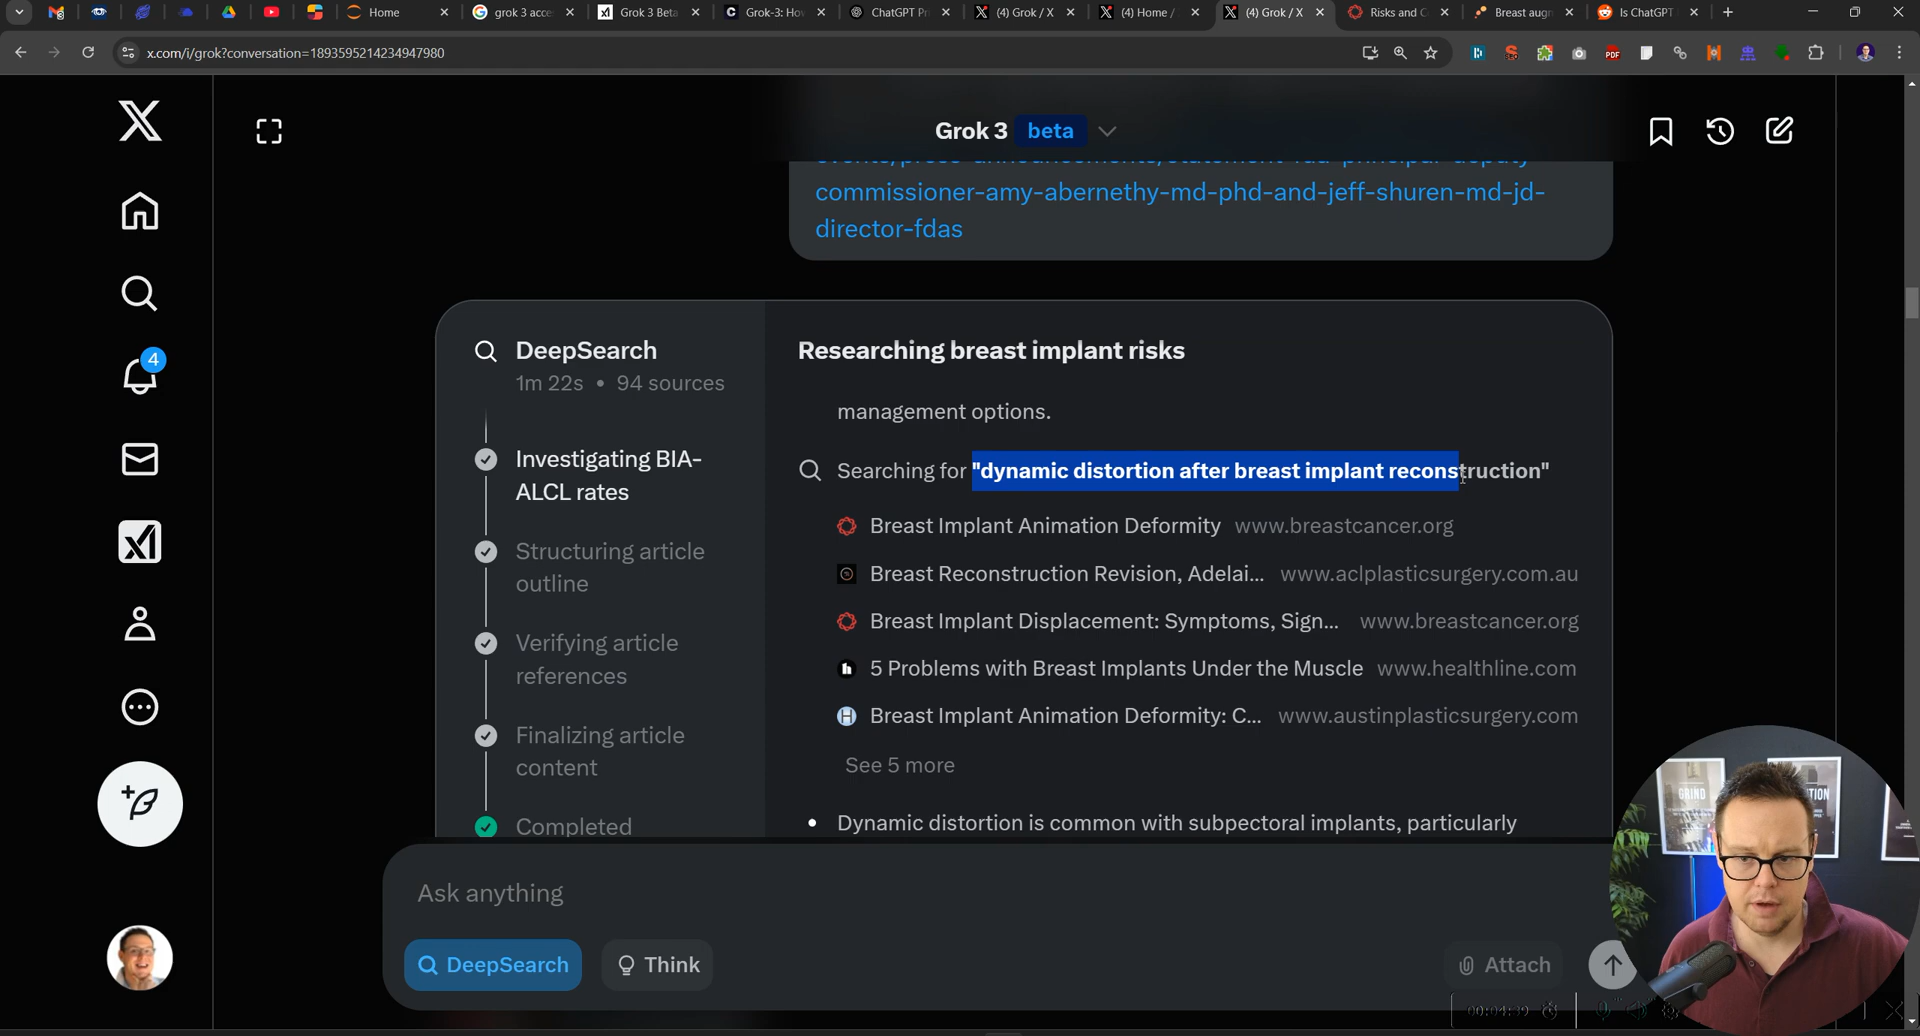 Home
grok 3 acce
Grok 3 Beta
Grok-3: Ho
ChatGPT Pr
(4) Grok / X
(4) Home /
(4) Grok / X
Risks and C
Breast augn
Is ChatGPT
x.com/i/grok?conversation=1893595214234947980
Grok 3 beta
commissioner-amy-abernethy-md-phd-and-jeff-shuren-md-jd-
director-fdas
DeepSearch
1m 22s • 94 sources
Investigating BIA-
ALCL rates
Structuring article
outline
Verifying article
references
Finalizing article
content
Completed
Researching breast implant risks
management options.
Searching for "dynamic distortion after breast implant reconstruction"
Breast Implant Animation Deformity www.breastcancer.org
Breast Reconstruction Revision, Adelai... www.aclplasticsurgery.com.au
Breast Implant Displacement: Symptoms, Sign... www.breastcancer.org
5 Problems with Breast Implants Under the Muscle www.healthline.com
Breast Implant Animation Deformity: C... www.austinplasticsurgery.com
See 5 more
• Dynamic distortion is common with subpectoral implants, particularly
4
Ask anything
DeepSearch
Think
Attach
GRIND
00:04:39